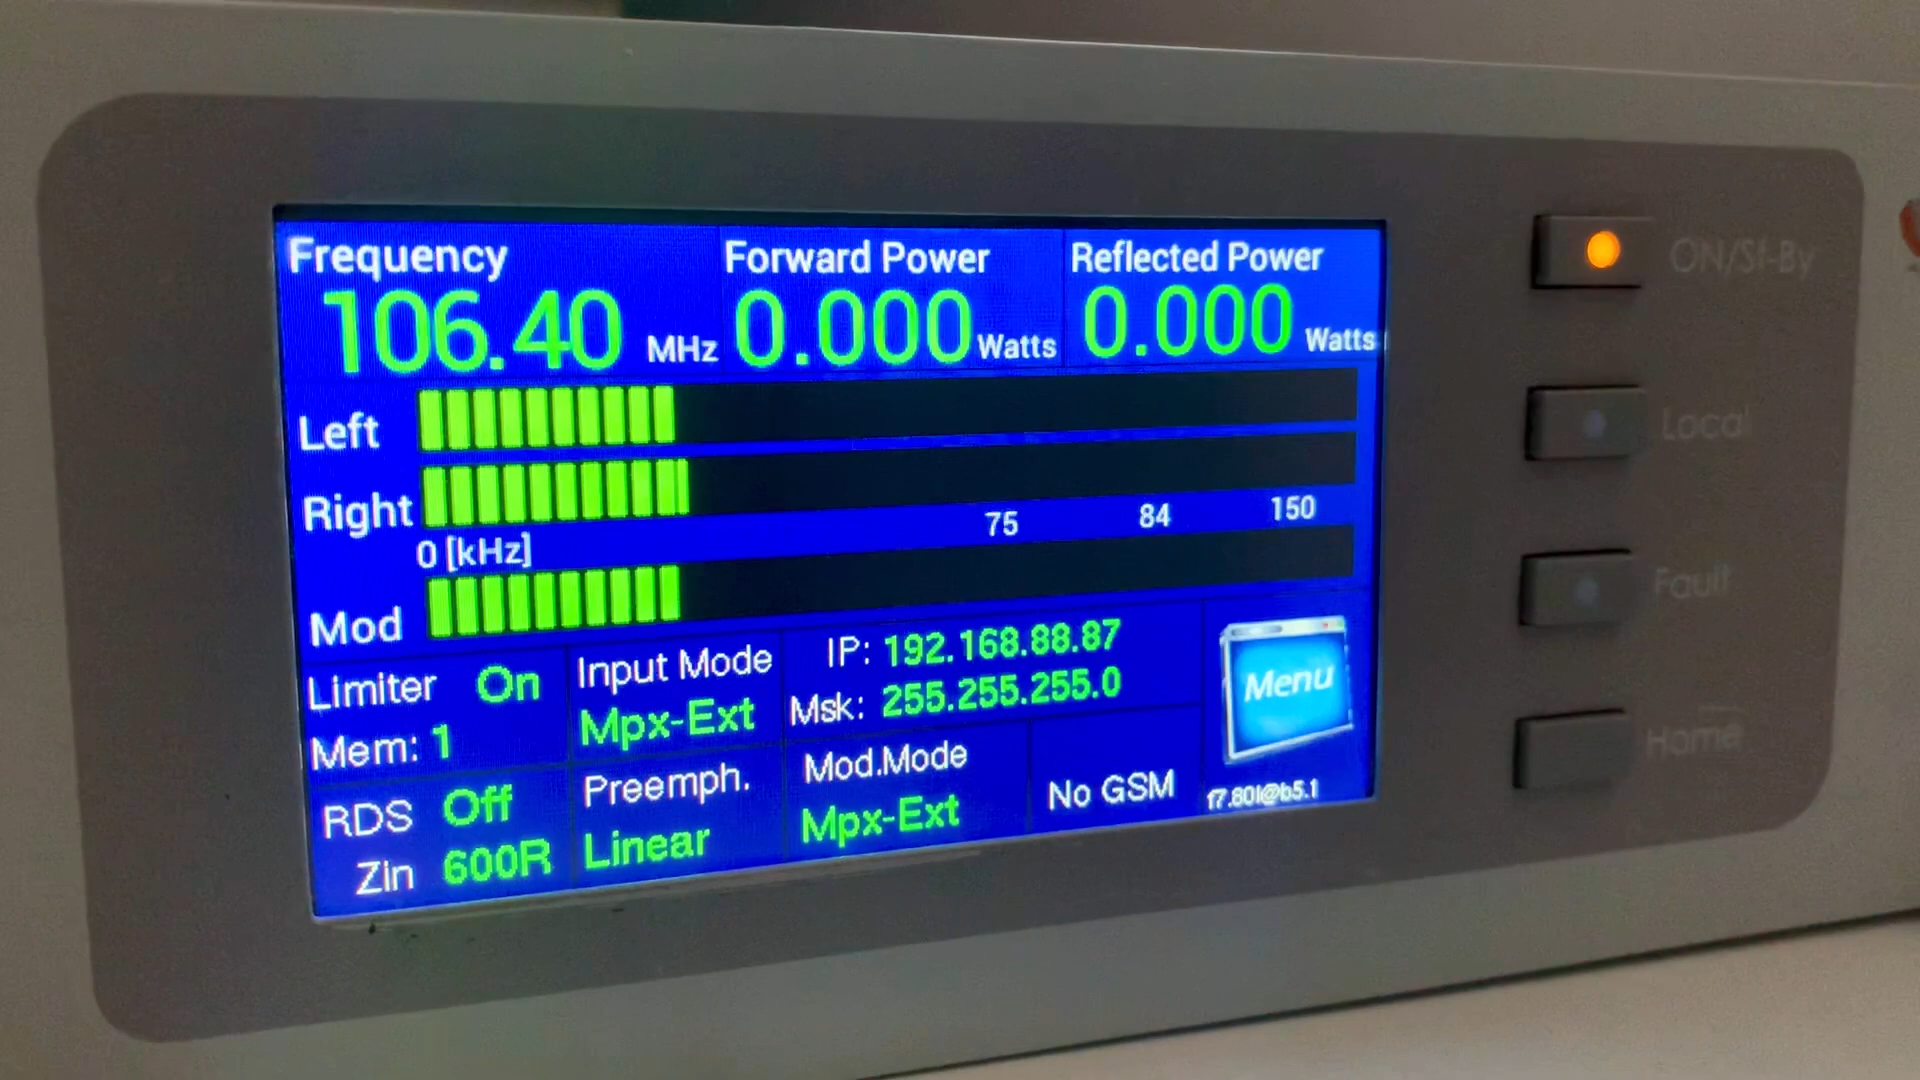 Frequency
106.40 MHz
Forward Power
0.000 Watts
Reflected Power
0.000 Watts
Left
Right
75 84 150
0 [kHz]
Mod
Limiter On
Mem: 1
Input Mode
Mpx-Ext
IP: 192.168.88.87
Msk: 255.255.255.0
Menu
RDS Off
Zin 600R
Preemph.
Linear
Mod.Mode
Mpx-Ext
No GSM
ON/St-By
Local
Fault
Home